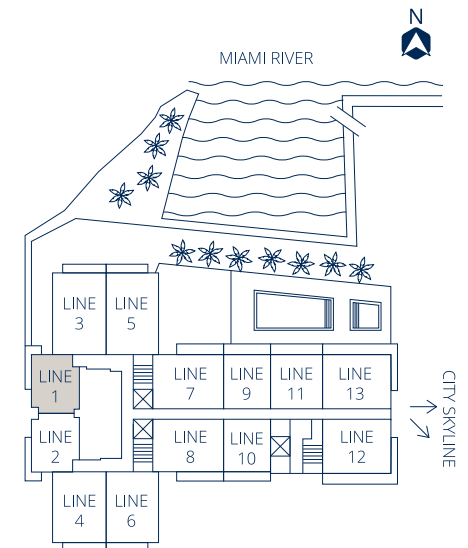 N
MIAMI RIVER
LINE
3
LINE
5
LINE
1
LINE
7
LINE
9
LINE
11
LINE
13
CITY SKYLINE
LINE
2
LINE
8
LINE
10
LINE
12
LINE
4
LINE
6